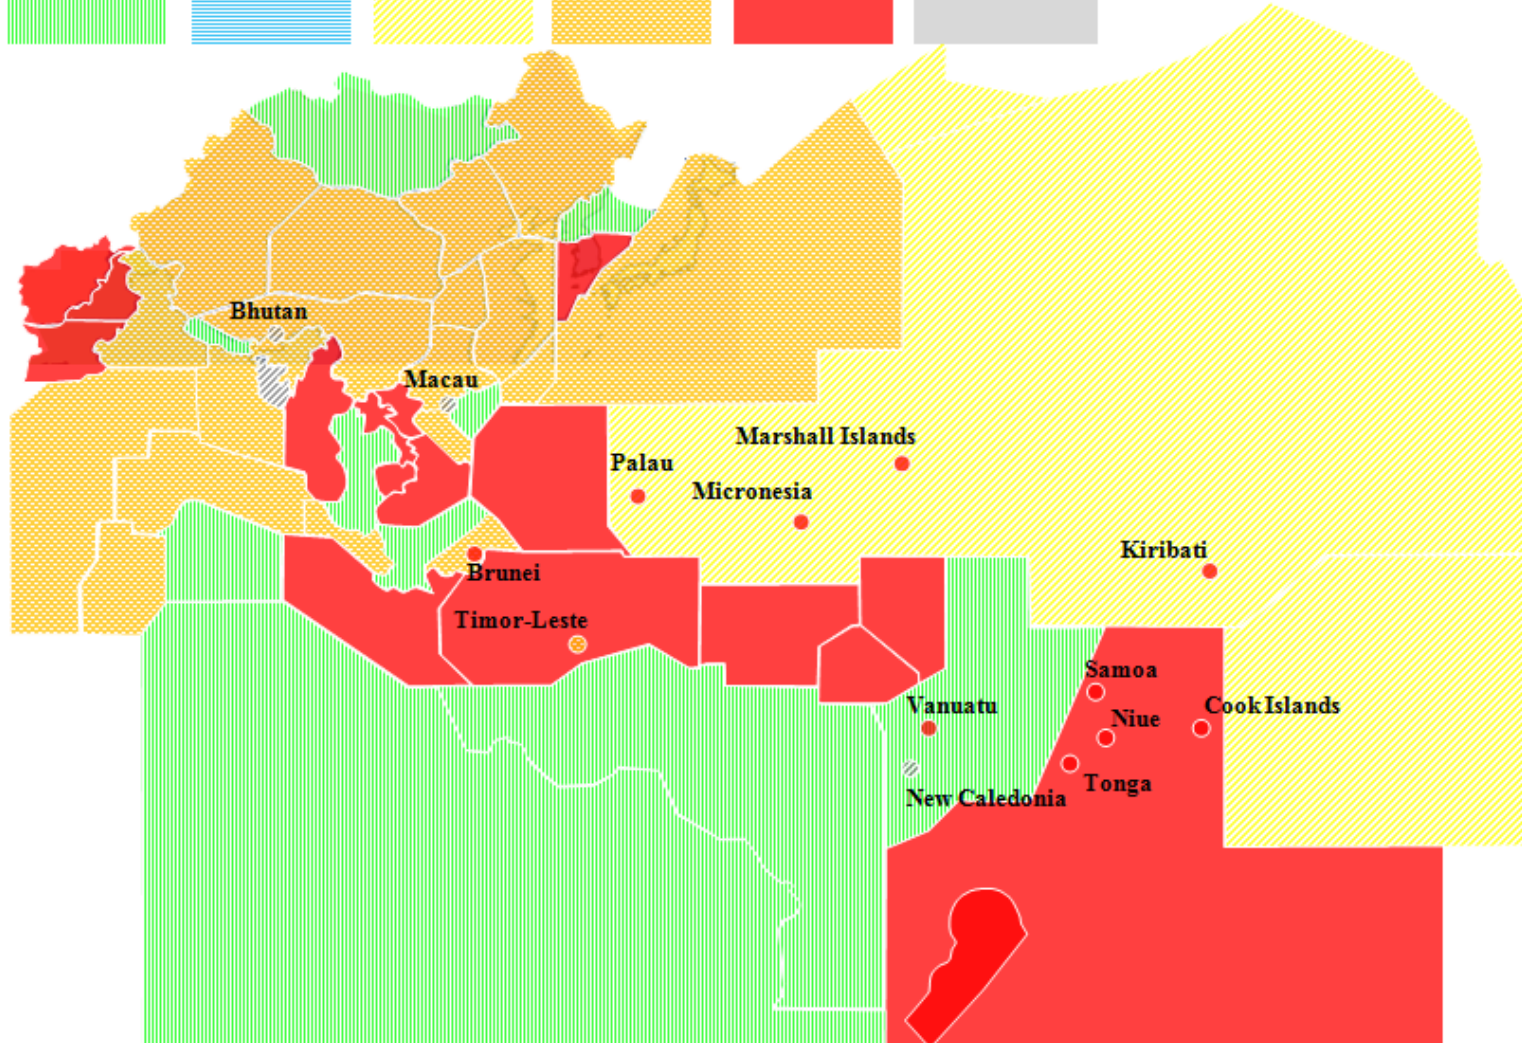 Bhutan
Macau
Marshall Islands
Palau
Micronesia
Kiribati
Brunei
Timor-Leste
Samoa
Vanuatu
Cook Islands
Niue
Tonga
New Caledonia